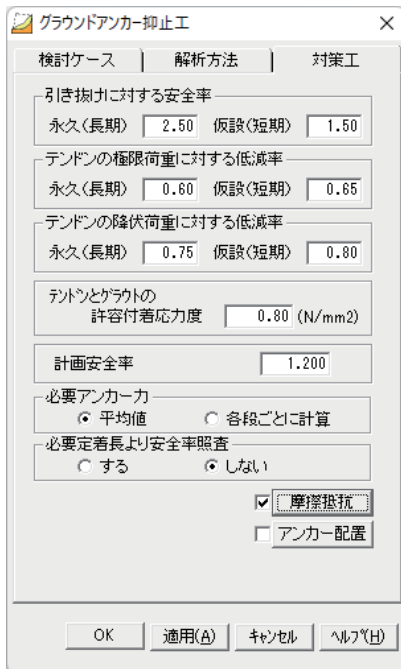 グラウンドアンカー抑止工
検討ケース 解析方法 対策工
引き抜けに対する安全率
永久(長期) 2.50 仮設(短期) 1.50
テンドンの極限荷重に対する低減率
永久(長期) 0.60 仮設(短期) 0.65
テンドンの降伏荷重に対する低減率
永久(長期) 0.75 仮設(短期) 0.80
テンドンとグラウトの
許容付着応力度 0.80 (N/mm2)
計画安全率 1.200
必要アンカー力
平均値 各段ごとに計算
必要定着長より安全率照査
する しない
摩擦抵抗
アンカー配置
OK 適用(A) キャンセル ヘルプ(H)